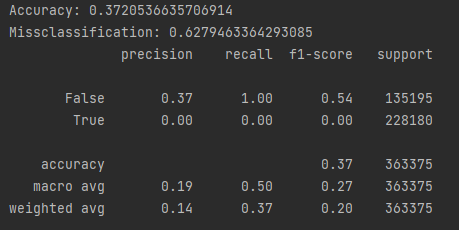 Accuracy: 0.3720536635706914
Missclassification: 0.6279463364293085
precision recall f1-score support
False 0.37 1.00 0.54 135195
True 0.00 0.00 0.00 228180
accuracy 0.37 363375
macro avg 0.19 0.50 0.27 363375
weighted avg 0.14 0.37 0.20 363375